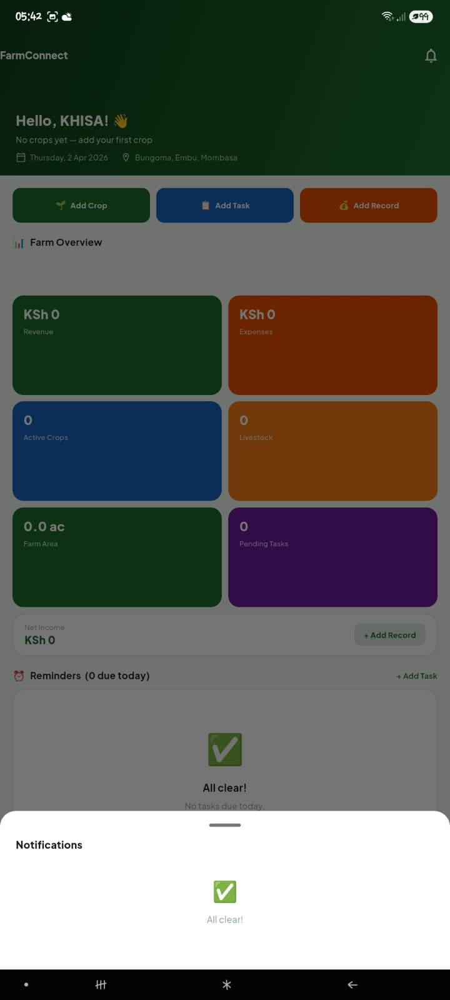 05:42
99
FarmConnect
Hello, KHISA! 👋
No crops yet — add your first crop
Thursday, 2 Apr 2026 Bungoma, Embu, Mombasa
🌱 Add Crop 📋 Add Task 💰 Add Record
📊 Farm Overview
KSh 0
Revenue
KSh 0
Expenses
0
Active Crops
0
Livestock
0.0 ac
Farm Area
0
Pending Tasks
Net Income
KSh 0
+ Add Record
⏰ Reminders (0 due today) + Add Task
✅
All clear!
No tasks due today.
Notifications
✅
All clear!